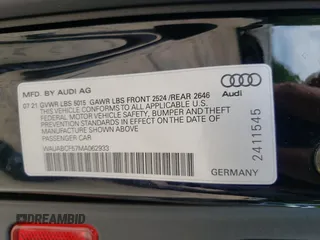 MFD. BY AUDI AG
07 21 GVWR LBS 5015 GAWR LBS FRONT 2524 /REAR 2646
THIS VEHICLE CONFORMS TO ALL APPLICABLE U.S.
FEDERAL MOTOR VEHICLE SAFETY, BUMPER AND THEFT
PREVENTION STANDARDS IN EFFECT ON THE DATE
OF MANUFACTURE SHOWN ABOVE
PASSENGER CAR
WAUABCF57MA062933
GERMANY
Audi
2411545
DREAMBID